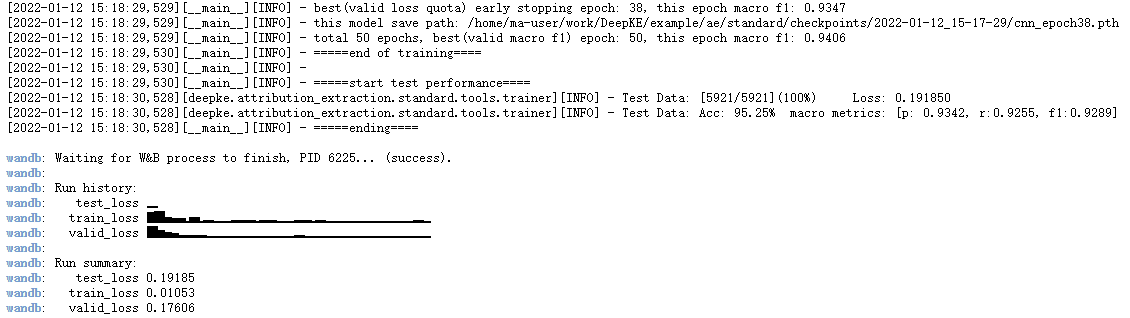 [2022-01-12 15:18:29,529][__main__][INFO] - best(valid loss quota) early stopping epoch: 38, this epoch macro f1: 0.9347
[2022-01-12 15:18:29,529][__main__][INFO] - this model save path: /home/ma-user/work/DeepKE/example/ae/standard/checkpoints/2022-01-12_15-17-29/cnn_epoch38.pth
[2022-01-12 15:18:29,529][__main__][INFO] - total 50 epochs, best(valid macro f1) epoch: 50, this epoch macro f1: 0.9406
[2022-01-12 15:18:29,530][__main__][INFO] - =====end of training====
[2022-01-12 15:18:29,530][__main__][INFO] -
[2022-01-12 15:18:29,530][__main__][INFO] - =====start test performance====
[2022-01-12 15:18:30,528][deepke.attribution_extraction.standard.tools.trainer][INFO] - Test Data: [5921/5921](100%) Loss: 0.191850
[2022-01-12 15:18:30,528][deepke.attribution_extraction.standard.tools.trainer][INFO] - Test Data: Acc: 95.25% macro metrics: [p: 0.9342, r:0.9255, f1:0.9289]
[2022-01-12 15:18:30,528][__main__][INFO] - =====ending====
wandb: Waiting for W&B process to finish, PID 6225... (success).
wandb:
wandb: Run history:
wandb: test_loss
wandb: train_loss
wandb: valid_loss
wandb:
wandb: Run summary:
wandb: test_loss 0.19185
wandb: train_loss 0.01053
wandb: valid_loss 0.17606